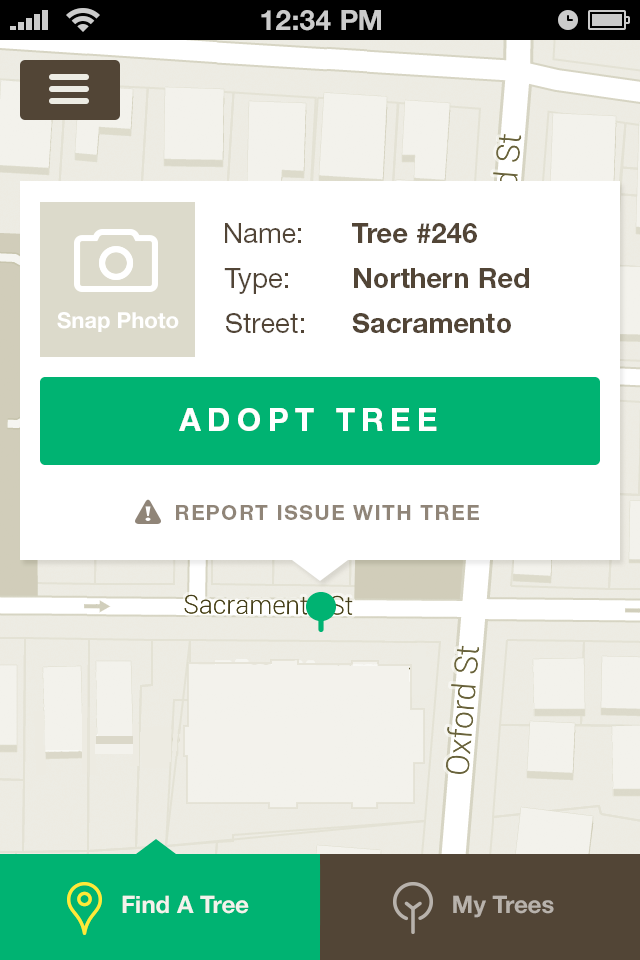 12:34 PM
d St
Snap Photo
Name: Tree #246
Type: Northern Red
Street: Sacramento
ADOPT TREE
REPORT ISSUE WITH TREE
Sacrament St
Oxford St
Find A Tree
My Trees